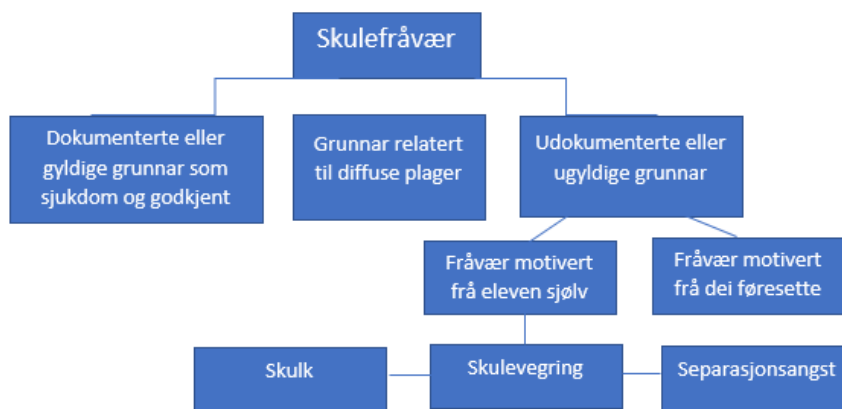 Skulefråvær
Dokumenterte eller
gyldige grunnar som
sjukdom og godkjent
Grunnar relatert
til diffuse plager
Udokumenterte eller
ugyldige grunnar
Fråvær motivert
frå eleven sjølv
Fråvær motivert
frå dei føresette
Skulk
Skulevegring
Separasjonsangst